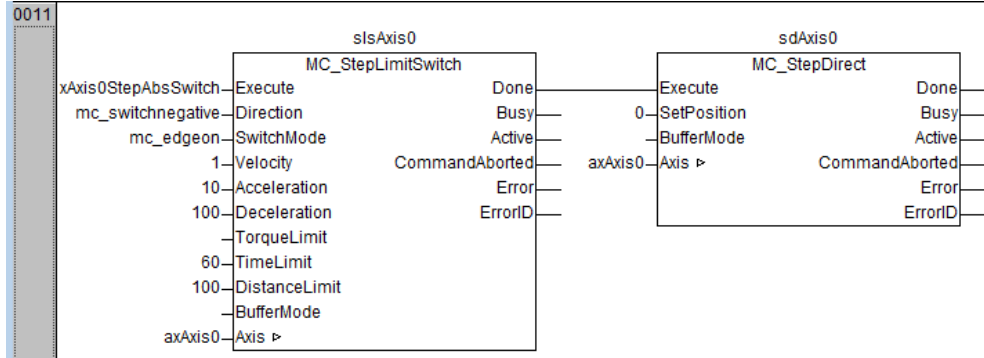 0011
slsAxis0
MC_StepLimitSwitch
xAxis0StepAbsSwitch Execute Done
mc_switchnegative Direction Busy
mc_edgeon SwitchMode Active
1 Velocity CommandAborted
10 Acceleration Error
100 Deceleration ErrorID
TorqueLimit
60 TimeLimit
100 DistanceLimit
BufferMode
axAxis0 Axis
sdAxis0
MC_StepDirect
Execute Done
0 SetPosition Busy
BufferMode Active
axAxis0 Axis CommandAborted
Error
ErrorID